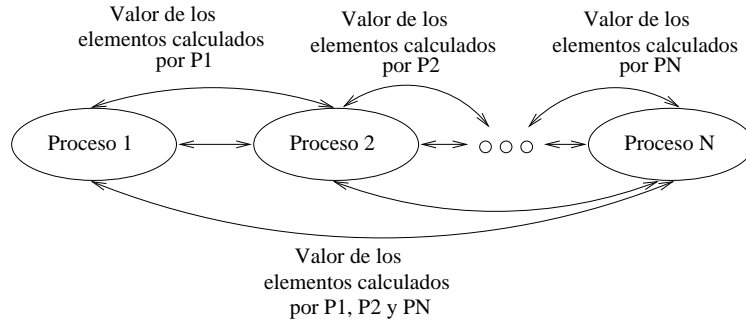 Valor de los
elementos calculados
por P1
Valor de los
elementos calculados
por P2
Valor de los
elementos calculados
por PN
Proceso 1
Proceso 2
Proceso N
Valor de los
elementos calculados
por P1, P2 y PN